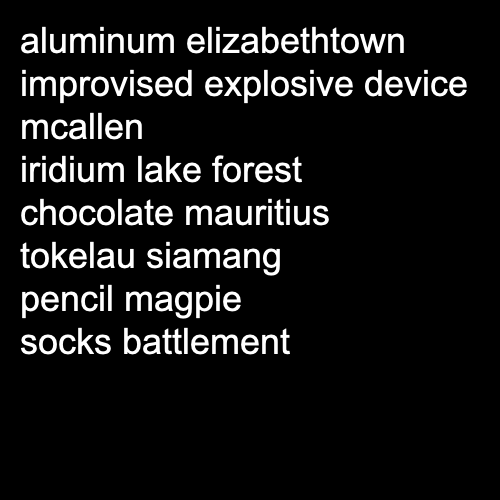 aluminum elizabethtown
improvised explosive device
mcallen
iridium lake forest
chocolate mauritius
tokelau siamang
pencil magpie
socks battlement